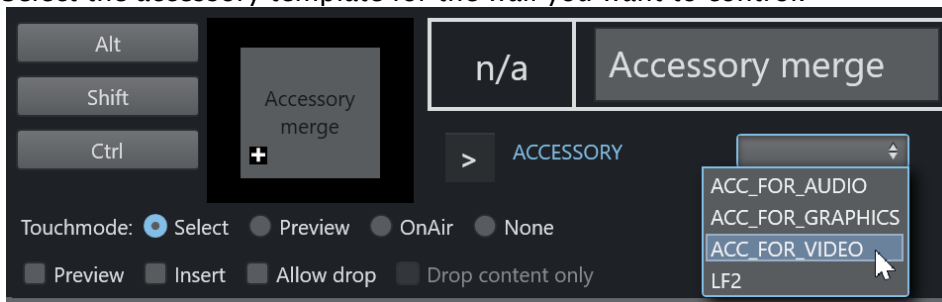 Select the accessory template for the wall you want to control.
Alt
Shift
Ctrl
Accessory
merge
n/a
Accessory merge
>
ACCESSORY
ACC_FOR_AUDIO
ACC_FOR_GRAPHICS
ACC_FOR_VIDEO
LF2
Touchmode: Select Preview OnAir None
Preview Insert Allow drop Drop content only